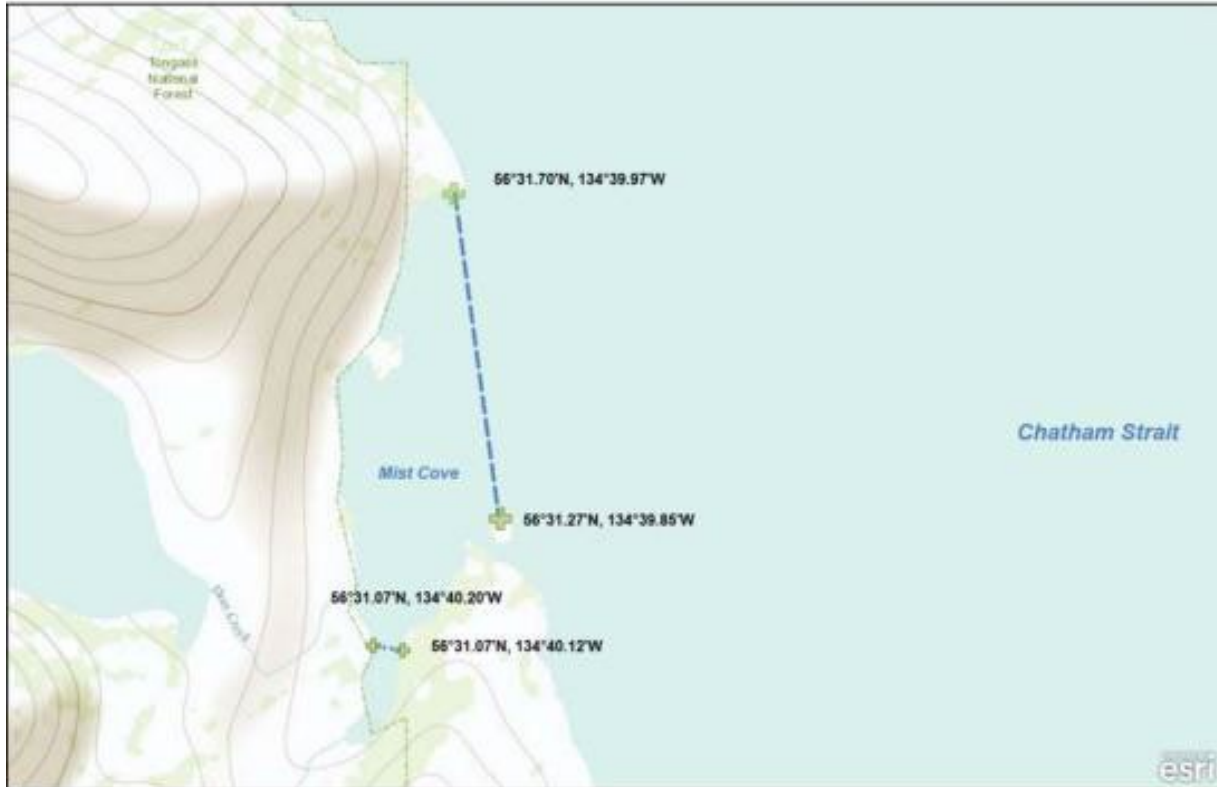 Tongass
National
Forest
56°31.70'N, 134°39.97'W
Chatham Strait
Mist Cove
56°31.27'N, 134°39.85'W
56°31.07'N, 134°40.20'W
56°31.07'N, 134°40.12'W
esri